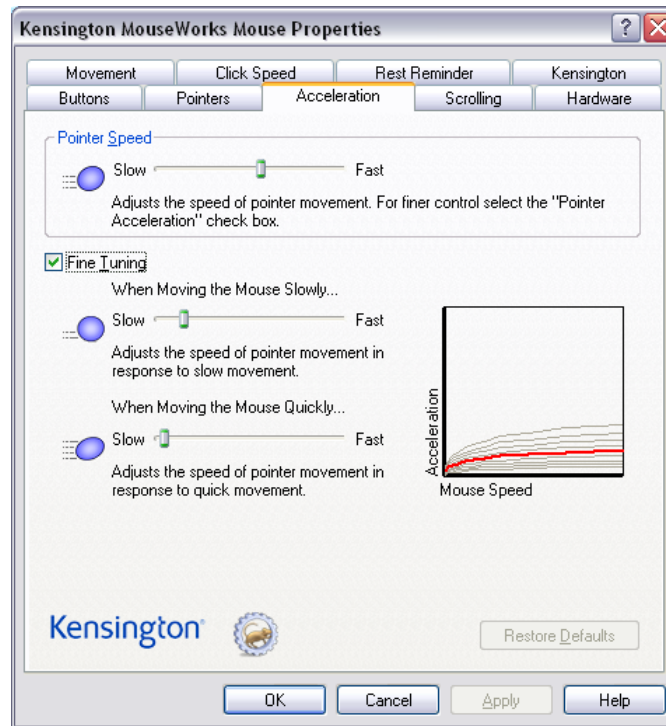 Kensington MouseWorks Mouse Properties
Movement Click Speed Rest Reminder Kensington
Buttons Pointers Acceleration Scrolling Hardware
Pointer Speed
Slow Fast
Adjusts the speed of pointer movement. For finer control select the "Pointer
Acceleration" check box.
Fine Tuning
When Moving the Mouse Slowly...
Slow Fast
Adjusts the speed of pointer movement in
response to slow movement.
When Moving the Mouse Quickly...
Slow Fast
Adjusts the speed of pointer movement in
response to quick movement.
Acceleration
Mouse Speed
Kensington
Restore Defaults
OK Cancel Apply Help